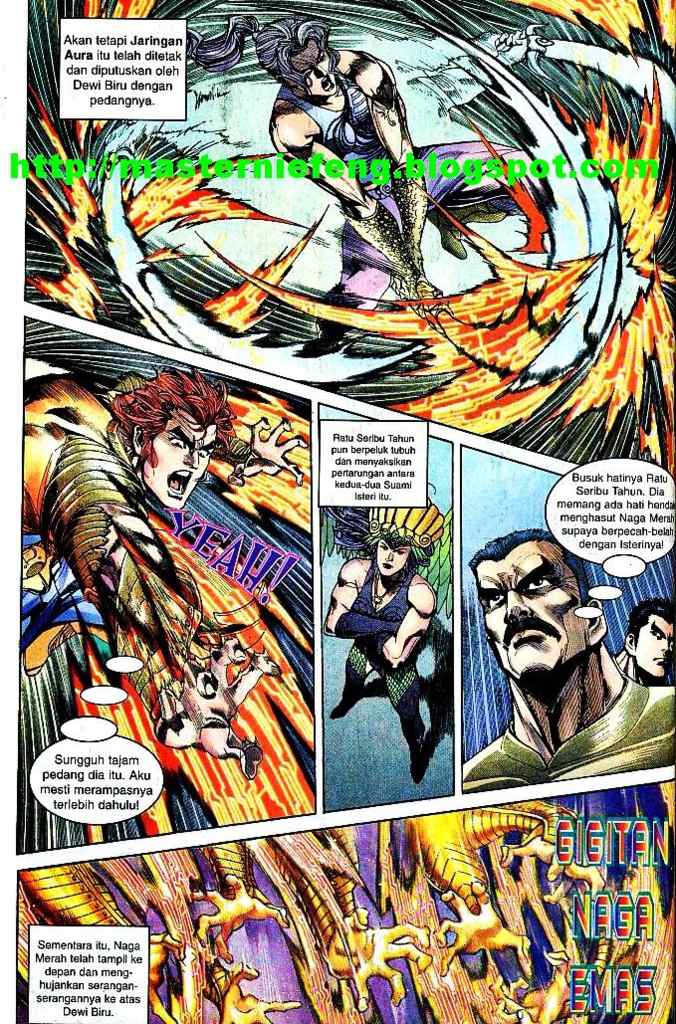 Akan tetapi Jaringan
Aura itu telah ditetak
dan diputuskan oleh
Dewi Biru dengan
pedangnya.
http://masterniefeng.blogspot.com
YEAH!
Sungguh tajam
pedang dia itu. Aku
mesti merampasnya
terlebih dahulu!
Ratu Seribu Tahun
pun berpeluk tubuh
dan menyaksikan
pertarungan antara
kedua-dua Suami
Isteri itu.
Busuk hatinya Ratu
Seribu Tahun. Dia
memang ada hati hendak
menghasut Naga Merah
supaya berpecah-belah
dengan Isterinya!
Sementara itu, Naga
Merah telah tampil ke
depan dan meng-
hujankan serangan-
serangannya ke atas
Dewi Biru.
GIGITAN
NAGA
EMAS